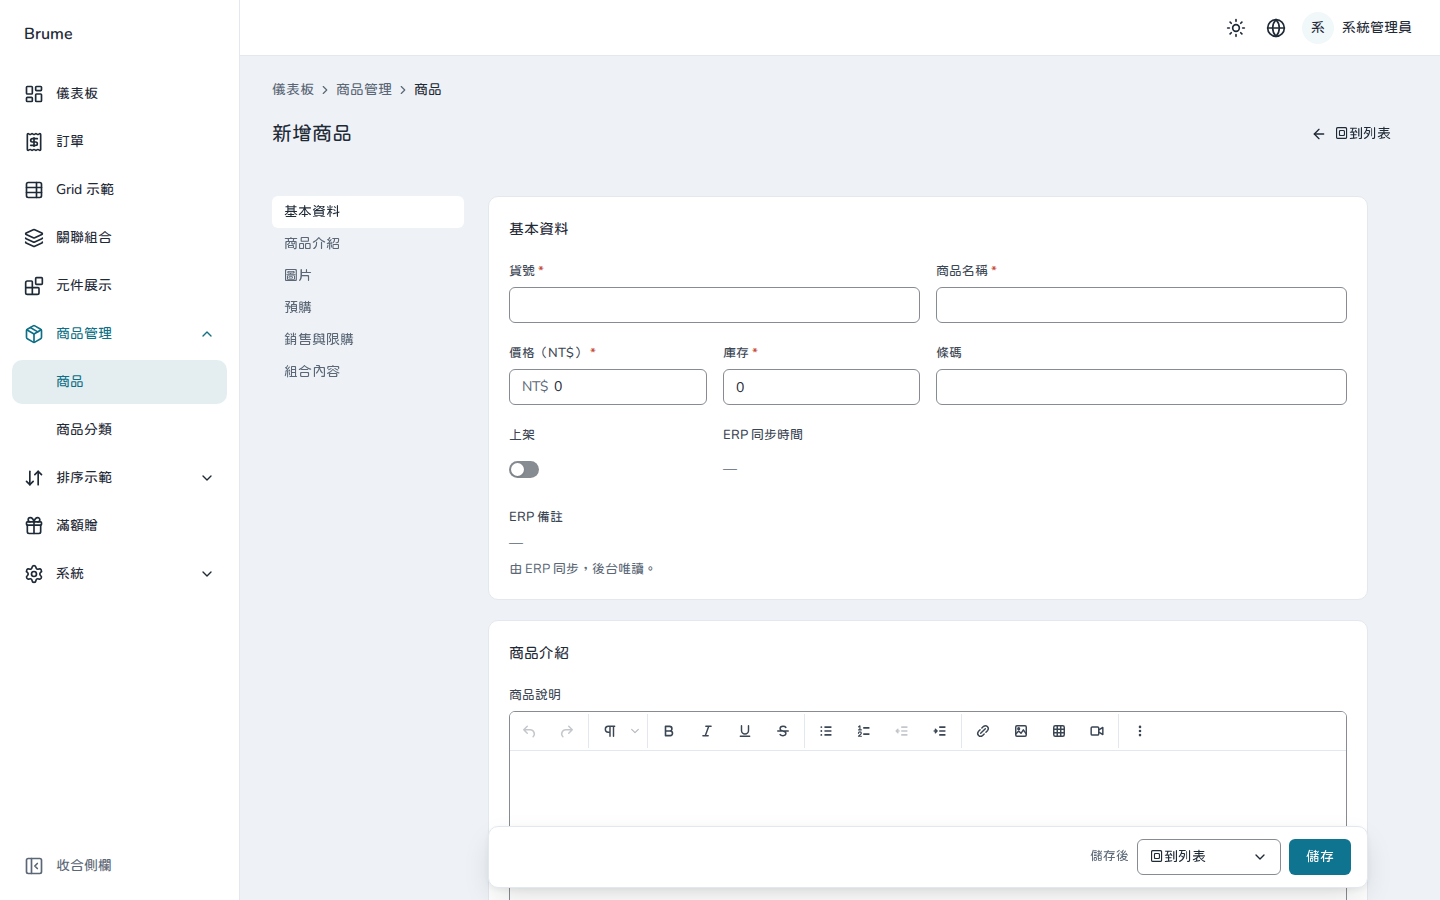 Brume
系 系統管理員
儀表板
訂單
Grid 示範
關聯組合
元件展示
商品管理
商品
商品分類
排序示範
滿額贈
系統
收合側欄
儀表板 > 商品管理 > 商品
新增商品
回到列表
基本資料
商品介紹
圖片
預購
銷售與限購
組合內容
基本資料
貨號 *
商品名稱 *
價格（NT$） *
庫存 *
條碼
NT$ 0
0
上架
ERP 同步時間
—
ERP 備註
—
由 ERP 同步，後台唯讀。
商品介紹
商品說明
儲存後 回到列表 儲存